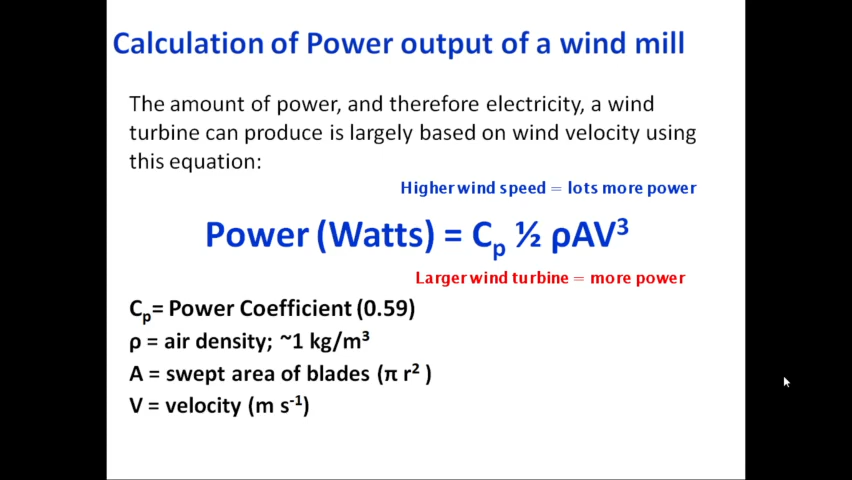 Calculation of Power output of a wind mill
The amount of power, and therefore electricity, a wind
turbine can produce is largely based on wind velocity using
this equation:
Higher wind speed = lots more power
Power (Watts) = Cₚ ½ ρAV³
Larger wind turbine = more power
Cₚ= Power Coefficient (0.59)
ρ = air density; ~1 kg/m³
A = swept area of blades (π r² )
V = velocity (m s⁻¹)